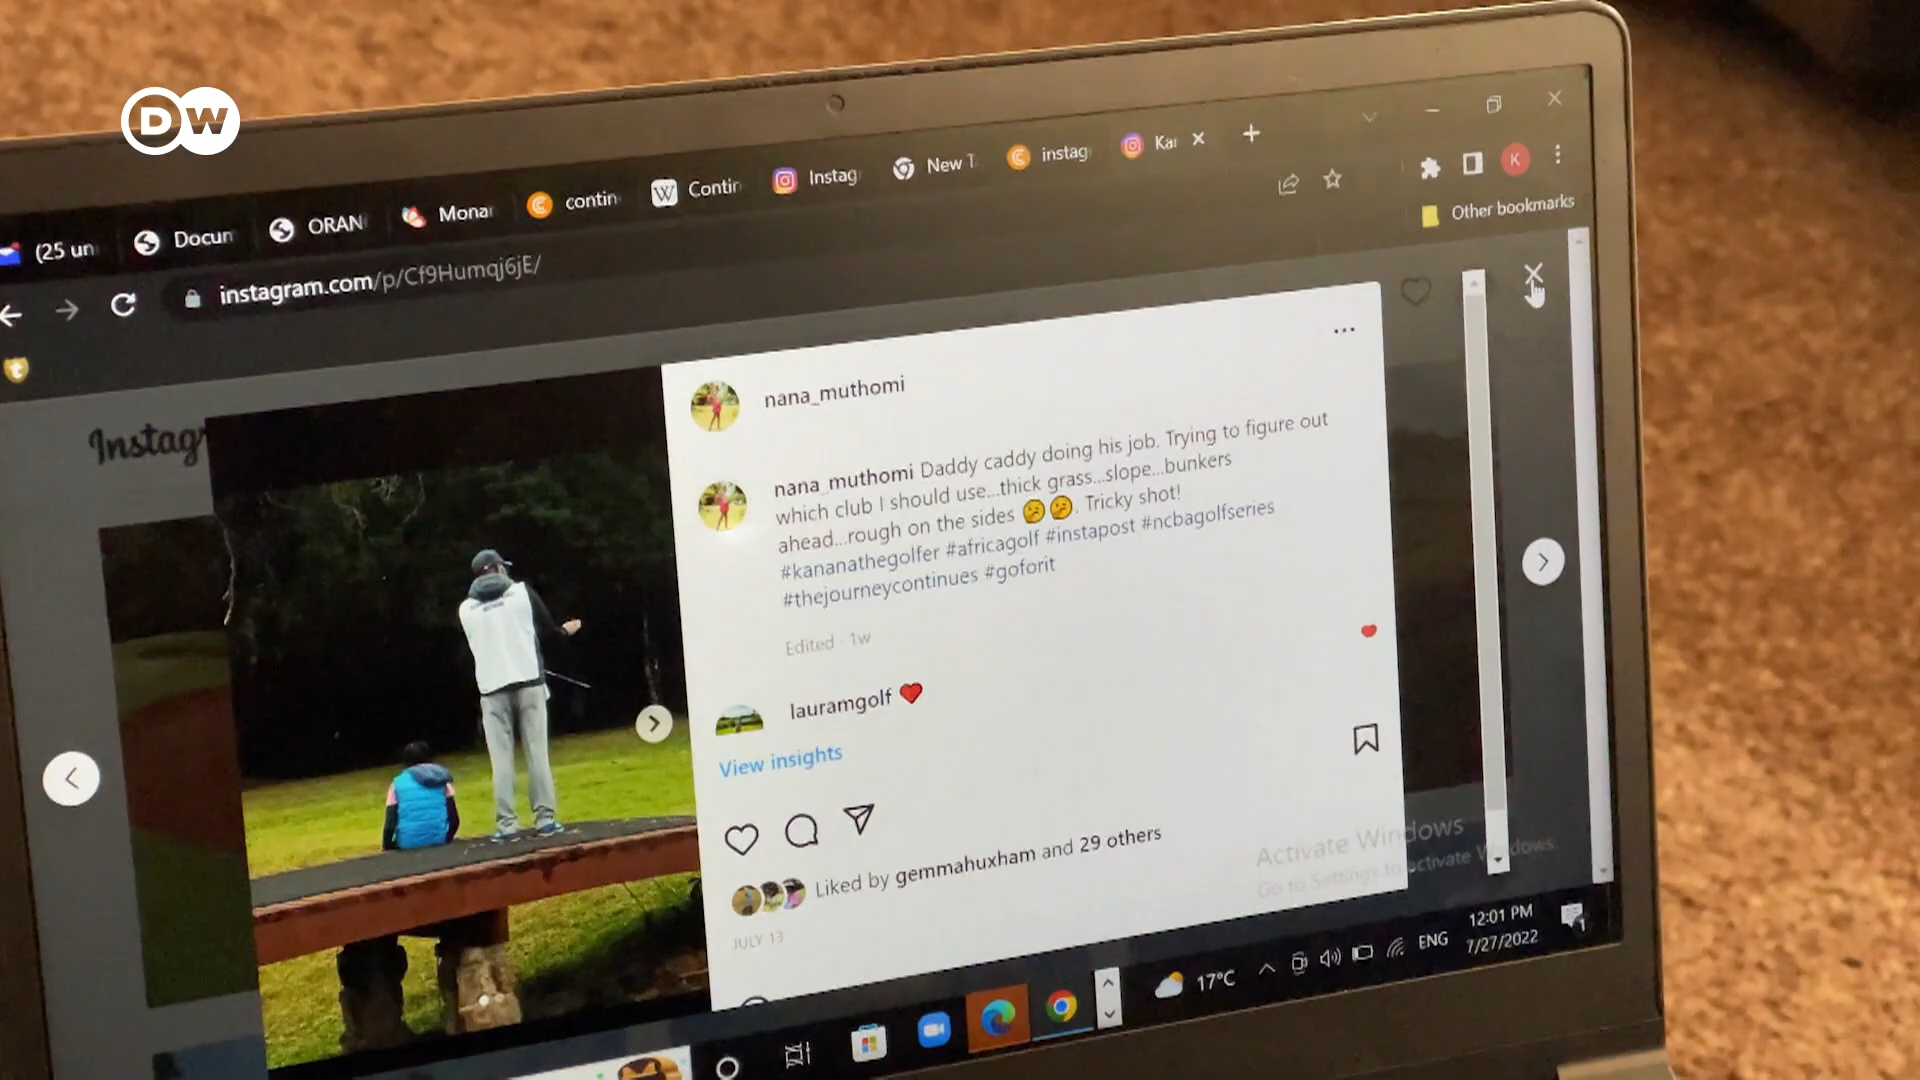 DW
(25 un
Docun
ORAN
Monar
contin
Contin
Instag
New T
instag
Kar
K
Other bookmarks
instagram.com/p/Cf9Humqj6jE/
Instag
nana_muthomi
nana_muthomi Daddy caddy doing his job. Trying to figure out
which club I should use...thick grass...slope...bunkers
ahead...rough on the sides 😕😕. Tricky shot!
#kananathegolfer #africagolf #instapost #ncbagolfseries
#thejourneycontinues #goforit
Edited · 1w
lauramgolf ❤️
View insights
Liked by gemmahuxham and 29 others
JULY 13
Activate Windows
Go to Settings to activate Windows.
17°C
ENG
12:01 PM
7/27/2022
1